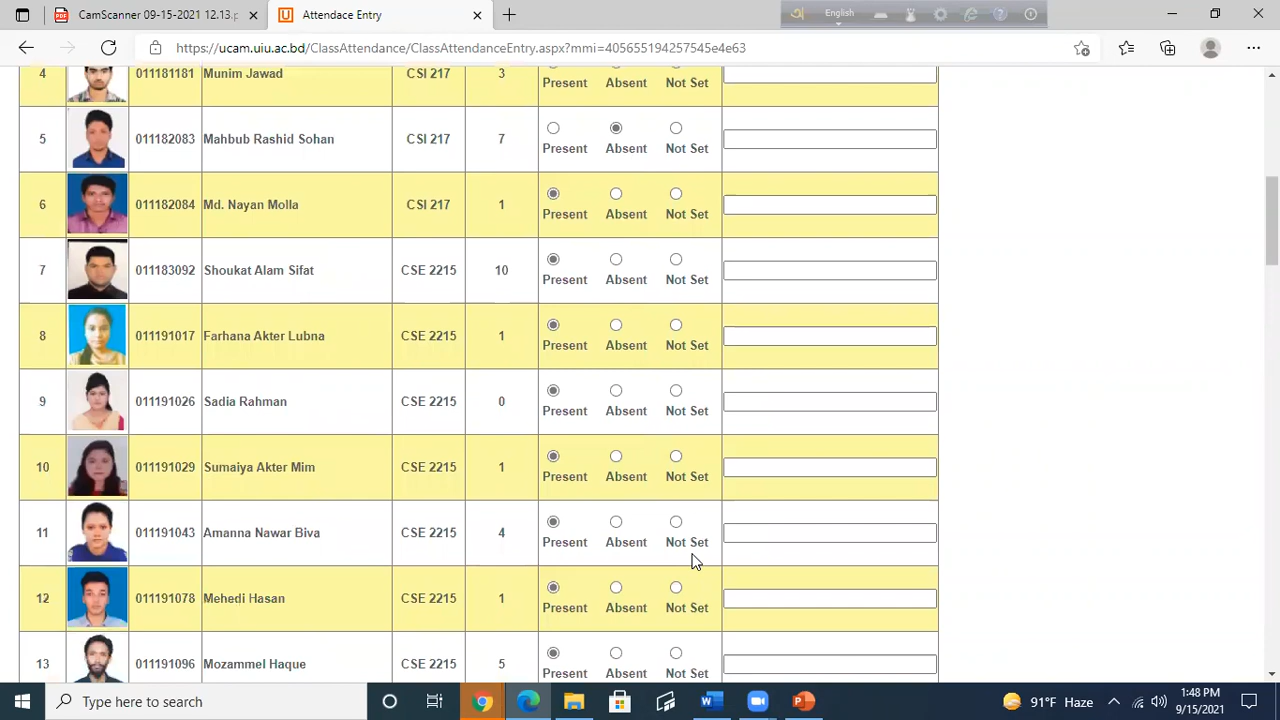 CamScanner 09-15-2021 12.13.p
Attendance Entry
English
https://ucam.uiu.ac.bd/ClassAttendance/ClassAttendanceEntry.aspx?mmi=405655194257545e4e63
4 011181181 Munim Jawad CSI 217 3 Present Absent Not Set
5 011182083 Mahbub Rashid Sohan CSI 217 7 Present Absent Not Set
6 011182084 Md. Nayan Molla CSI 217 1 Present Absent Not Set
7 011183092 Shoukat Alam Sifat CSE 2215 10 Present Absent Not Set
8 011191017 Farhana Akter Lubna CSE 2215 1 Present Absent Not Set
9 011191026 Sadia Rahman CSE 2215 0 Present Absent Not Set
10 011191029 Sumaiya Akter Mim CSE 2215 1 Present Absent Not Set
11 011191043 Amanna Nawar Biva CSE 2215 4 Present Absent Not Set
12 011191078 Mehedi Hasan CSE 2215 1 Present Absent Not Set
13 011191096 Mozammel Haque CSE 2215 5 Present Absent Not Set
Type here to search
91°F Haze
1:48 PM
9/15/2021